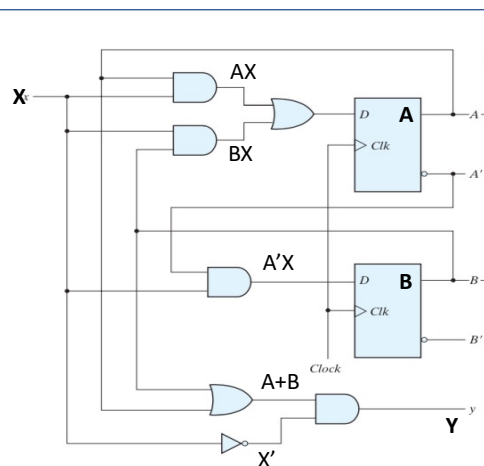 AX
X x
D A A
BX
Clk
A'
A'X
D B B
Clk
B'
Clock
A+B
y
Y
X'